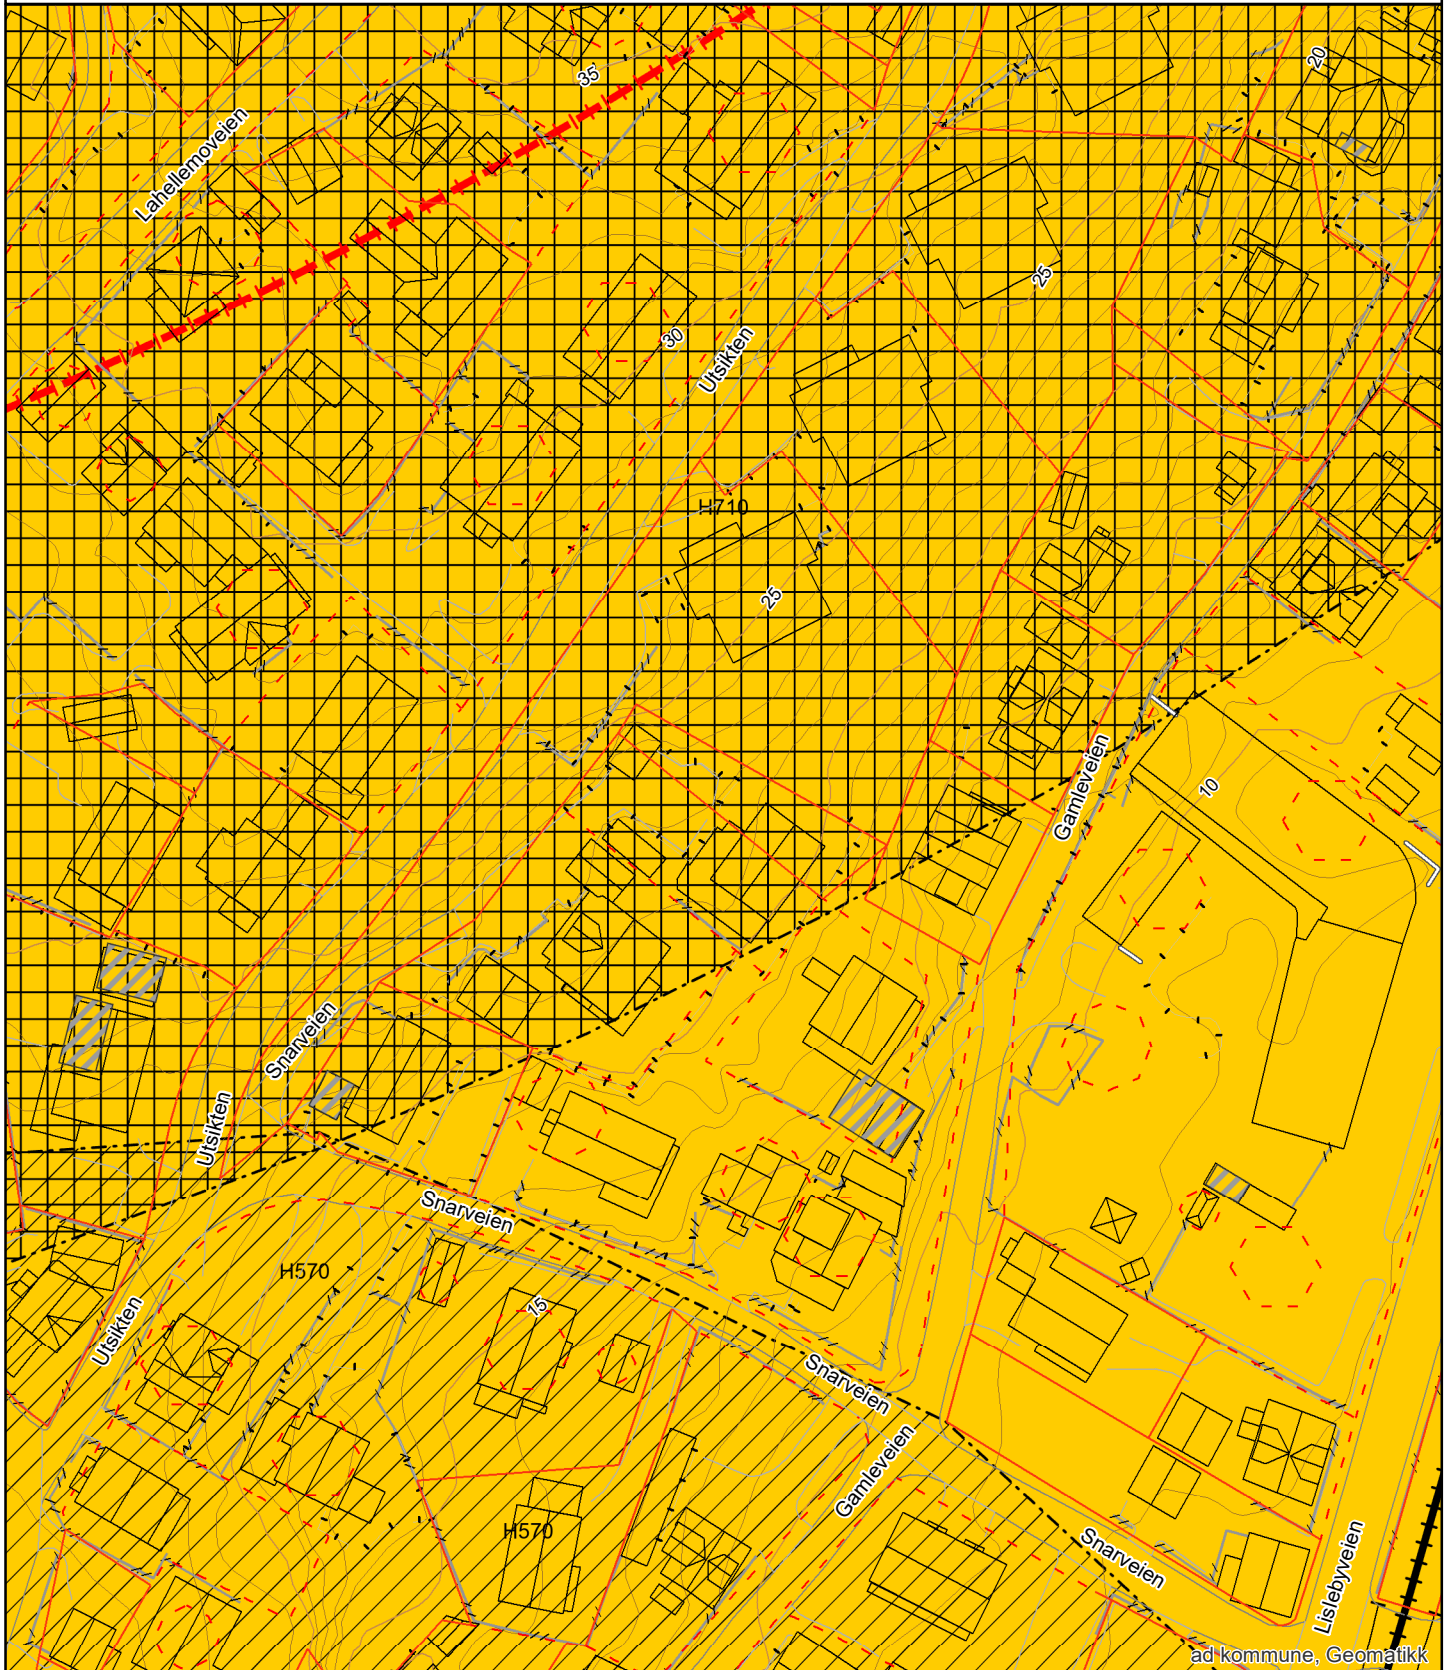 35
20
Lahellemoveien
25
30
Utsikten
H710
25
Gamleveien
10
Snarveien
Utsikten
Snarveien
H570
15
Utsikten
Snarveien
Gamleveien
H570
Snarveien
Lislebyveien
ad kommune, Geomatikk